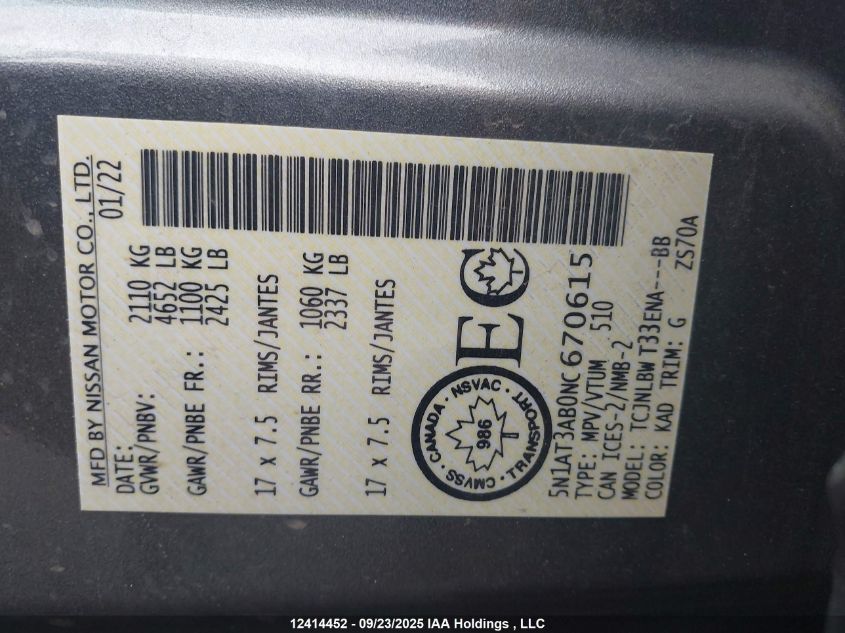 MFD BY NISSAN MOTOR CO., LTD.
DATE: 01/22
GVWR/PNBV: 2110 KG
4652 LB
GAWR/PNBE FR.: 1100 KG
2425 LB
17 x 7.5 RIMS/JANTES
GAWR/PNBE RR.: 1060 KG
2337 LB
17 x 7.5 RIMS/JANTES
CANADA · NSVAC · TRANSPORT · CMVSS ·
986
T
EC
5N1AT3AB0NC670615
TYPE: MPV/VTUM 510
CAN ICES-2/NMB-2
MODEL: TCJNLBW T33ENA---BB
COLOR: KAD TRIM: G ZS70A
12414452 - 09/23/2025 IAA Holdings , LLC